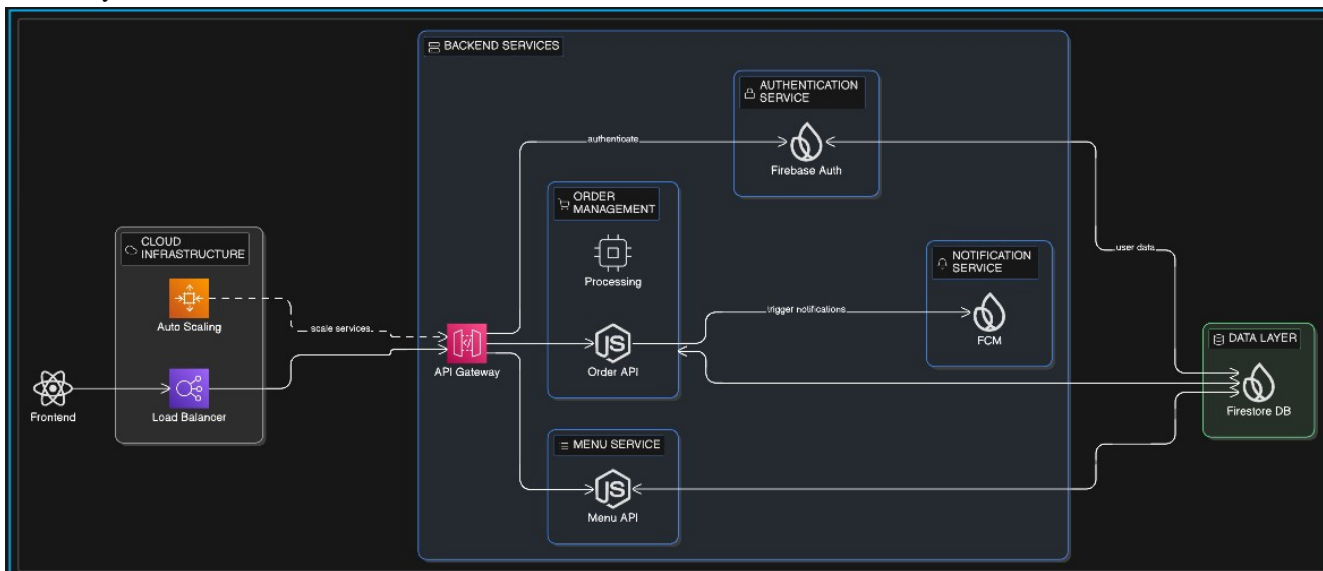 BACKEND SERVICES
AUTHENTICATION
SERVICE
authenticate
Firebase Auth
ORDER
MANAGEMENT
Processing
CLOUD
INFRASTRUCTURE
Auto Scaling
scale services
user data
NOTIFICATION
SERVICE
trigger notifications
FCM
API Gateway
Order API
DATA LAYER
Frontend
Load Balancer
Firestore DB
MENU SERVICE
JS
Menu API
JS